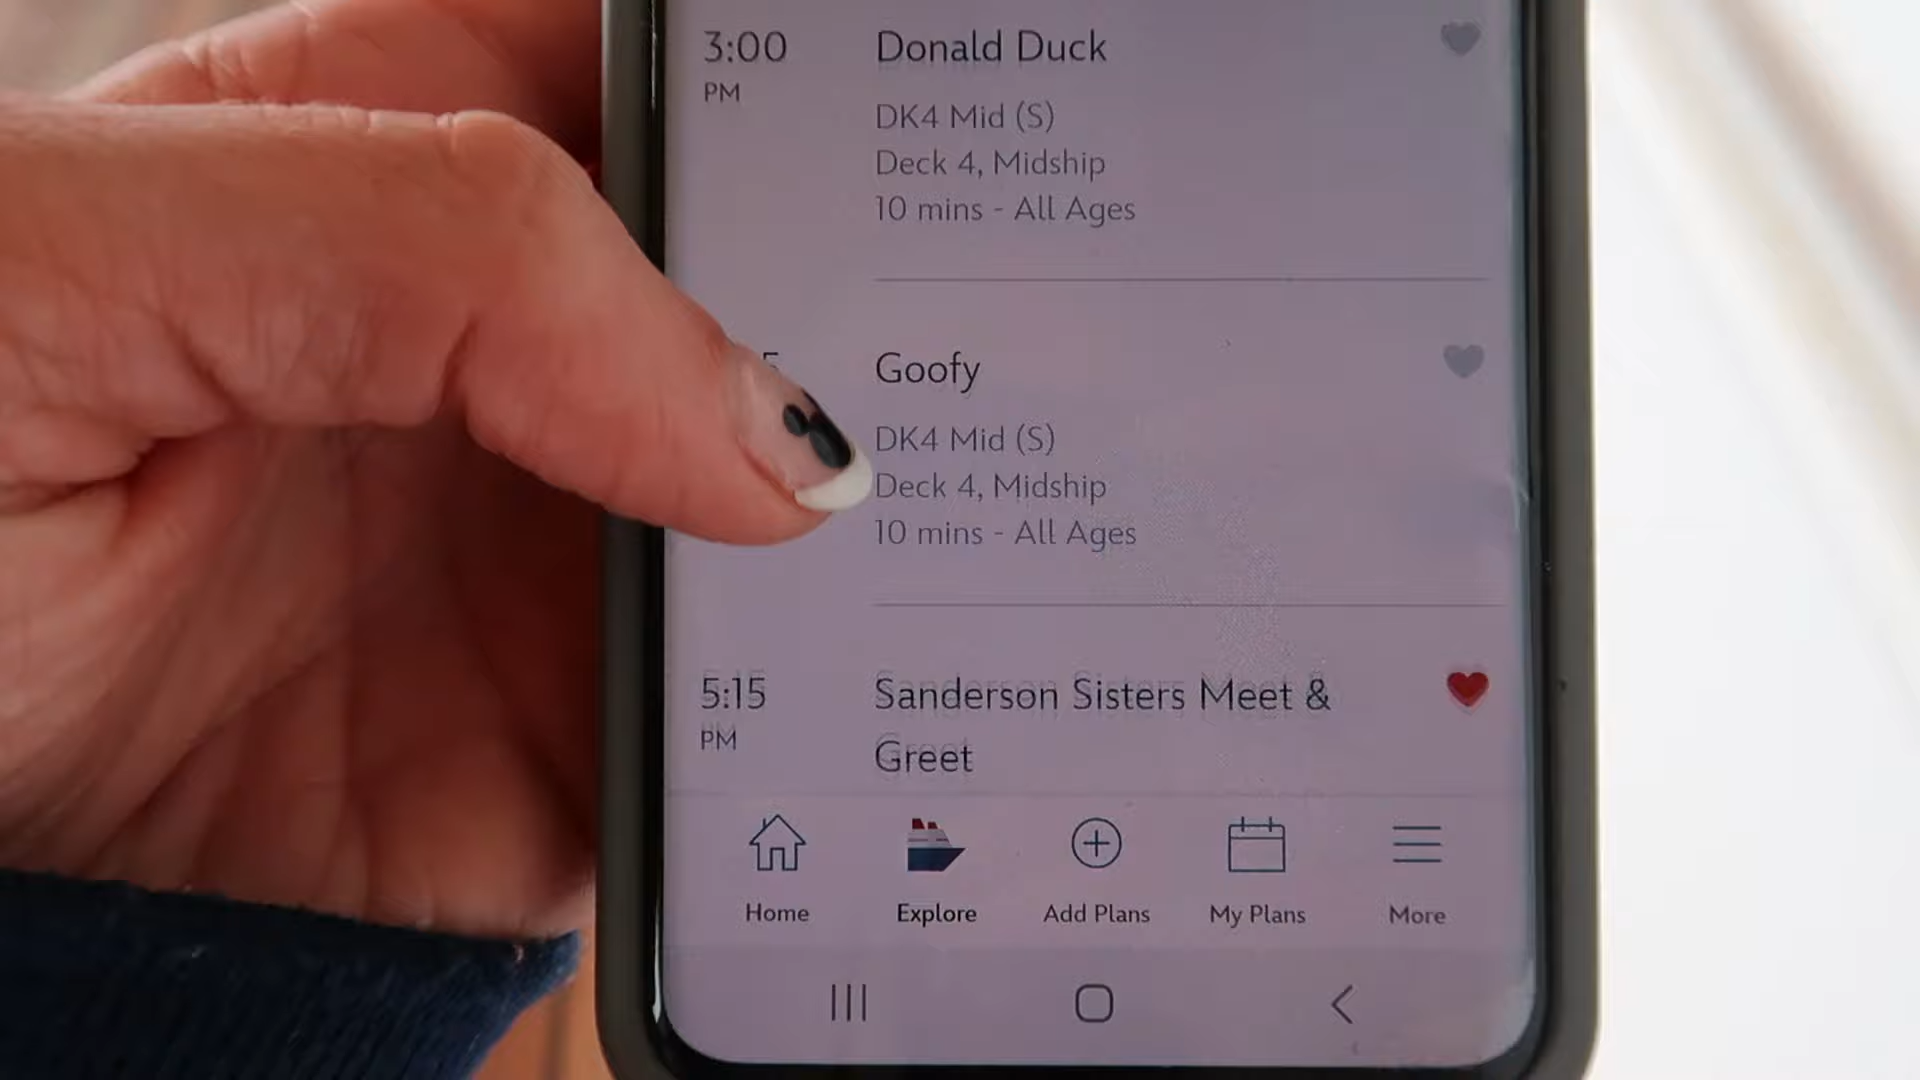 3:00 Donald Duck
PM
DK4 Mid (S)
Deck 4, Midship
10 mins - All Ages
Goofy
DK4 Mid (S)
Deck 4, Midship
10 mins - All Ages
5:15 Sanderson Sisters Meet &
PM
Greet
Home Explore Add Plans My Plans More